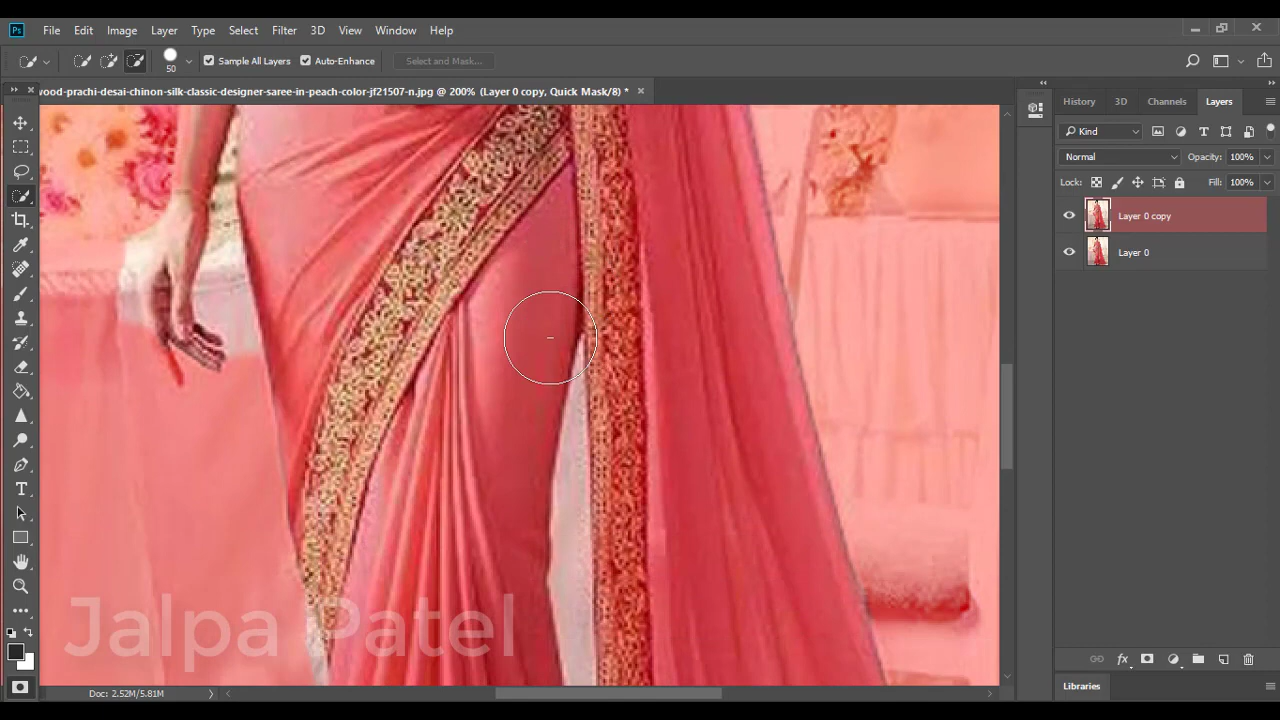 Ps File Edit Image Layer Type Select Filter 3D View Window Help
50 Sample All Layers Auto-Enhance Select and Mask...
wood-prachi-desai-chinon-silk-classic-designer-saree-in-peach-color-jf21507-n.jpg @ 200% (Layer 0 copy, Quick Mask/8) *
History 3D Channels Layers
Kind
Normal Opacity: 100%
Lock: Fill: 100%
Layer 0 copy
Layer 0
Jalpa Patel
Doc: 2.52M/5.81M
Libraries